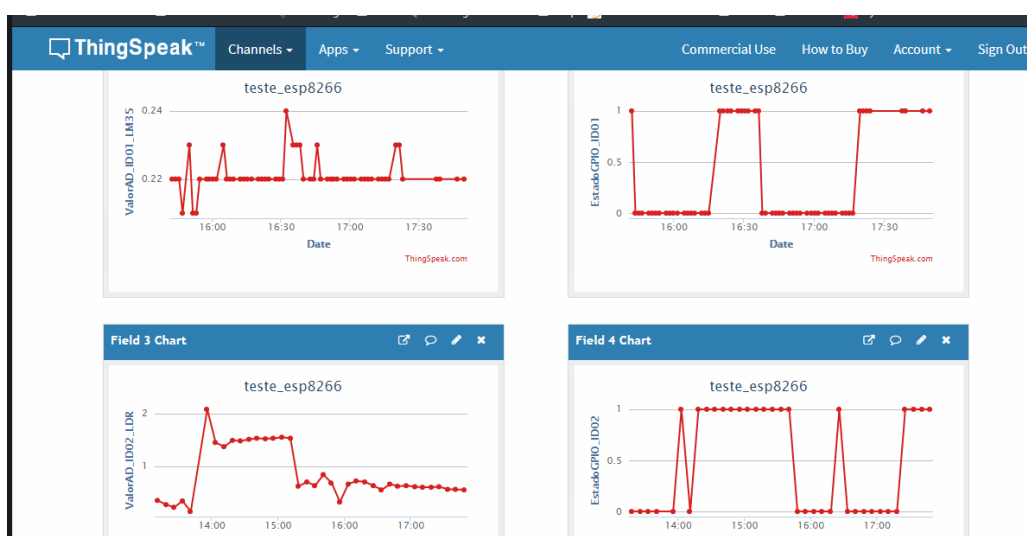 ThingSpeak™ Channels Apps Support Commercial Use How to Buy Account Sign Out
teste_esp8266
ValorAD_ID01_LM35
0.24
0.22
16:00 16:30 17:00 17:30
Date
ThingSpeak.com
teste_esp8266
EstadoGPIO_ID01
1
0.5
0
16:00 16:30 17:00 17:30
Date
ThingSpeak.com
Field 3 Chart
teste_esp8266
ValorAD_ID02_LDR
2
1
14:00 15:00 16:00 17:00
Field 4 Chart
teste_esp8266
EstadoGPIO_ID02
1
0.5
0
14:00 15:00 16:00 17:00